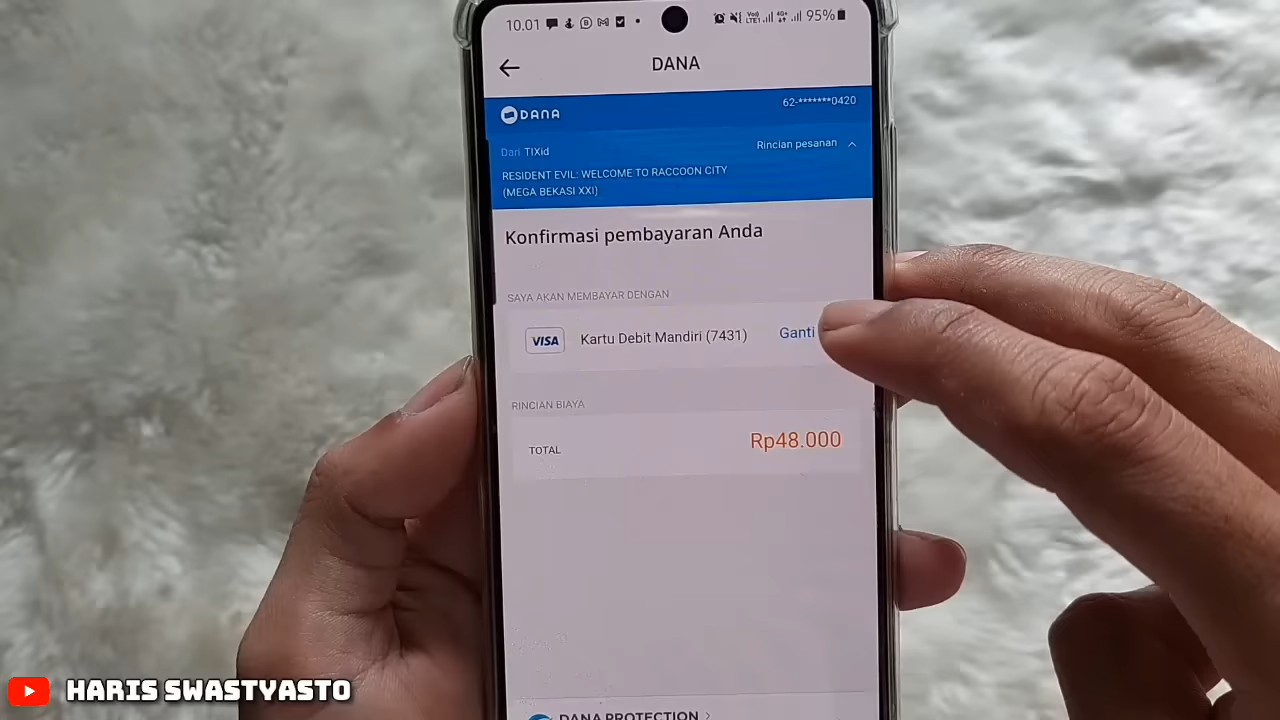 10.01 95%
DANA
DANA 62-*******0420
Dari TIXid Rincian pesanan
RESIDENT EVIL: WELCOME TO RACCOON CITY
(MEGA BEKASI XXI)
Konfirmasi pembayaran Anda
SAYA AKAN MEMBAYAR DENGAN
VISA Kartu Debit Mandiri (7431) Ganti
RINCIAN BIAYA
TOTAL Rp48.000
DANA PROTECTION
HARIS SWASTYASTO